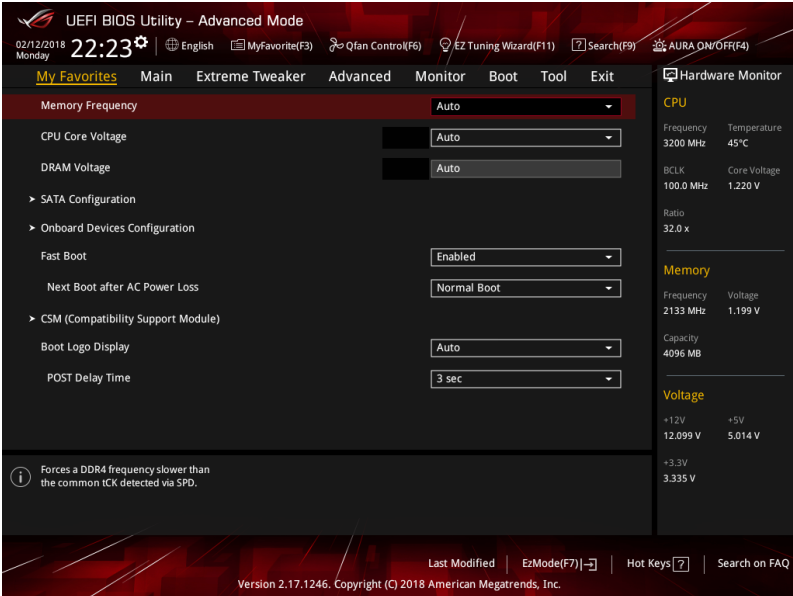 UEFI BIOS Utility – Advanced Mode
02/12/2018 Monday 22:23 English MyFavorite(F3) Qfan Control(F6) EZ Tuning Wizard(F11) ? Search(F9) AURA ON/OFF(F4)
My Favorites Main Extreme Tweaker Advanced Monitor Boot Tool Exit
Memory Frequency Auto
CPU Core Voltage Auto
DRAM Voltage Auto
> SATA Configuration
> Onboard Devices Configuration
Fast Boot Enabled
Next Boot after AC Power Loss Normal Boot
> CSM (Compatibility Support Module)
Boot Logo Display Auto
POST Delay Time 3 sec
i Forces a DDR4 frequency slower than
the common tCK detected via SPD.
Hardware Monitor
CPU
Frequency Temperature
3200 MHz 45°C
BCLK Core Voltage
100.0 MHz 1.220 V
Ratio
32.0 x
Memory
Frequency Voltage
2133 MHz 1.199 V
Capacity
4096 MB
Voltage
+12V +5V
12.099 V 5.014 V
+3.3V
3.335 V
Last Modified EzMode(F7) Hot Keys ? Search on FAQ
Version 2.17.1246. Copyright (C) 2018 American Megatrends, Inc.